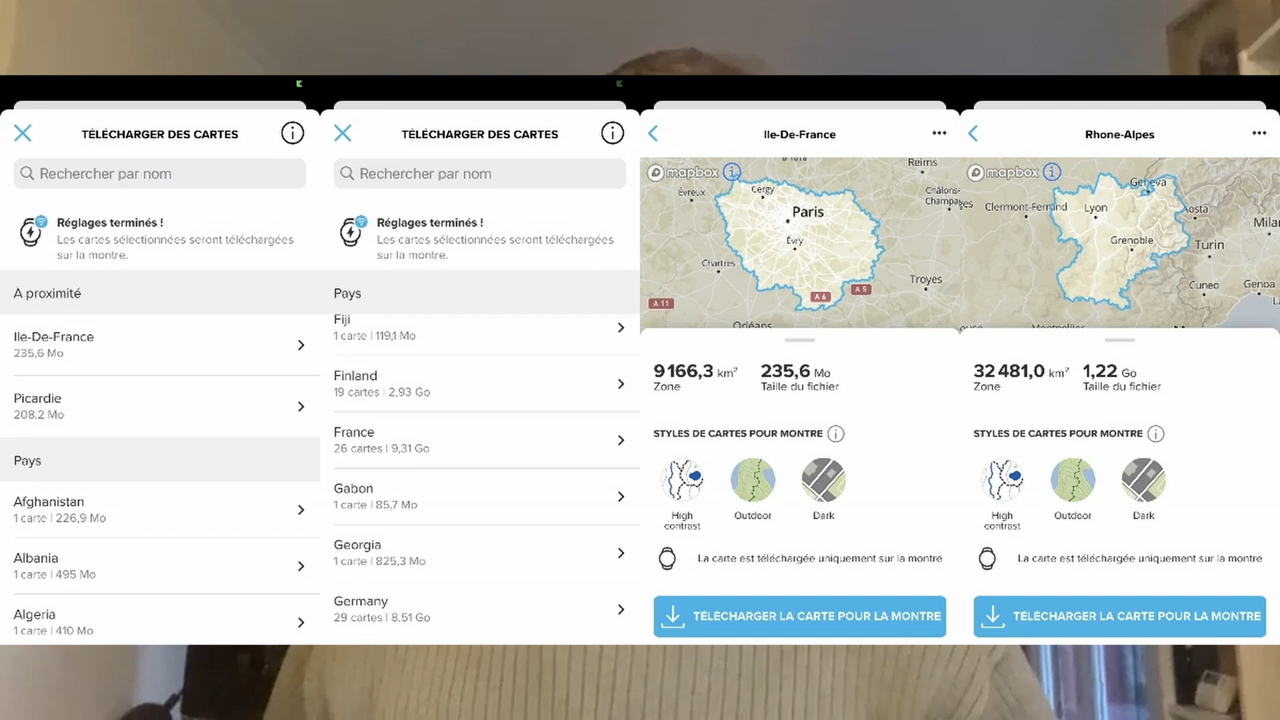 TÉLÉCHARGER DES CARTES
Rechercher par nom
Réglages terminés !
Les cartes sélectionnées seront téléchargées
sur la montre.
À proximité
Ile-De-France
235,6 Mo
Picardie
208,2 Mo
Pays
Afghanistan
1 carte | 226,9 Mo
Albania
1 carte | 495 Mo
Algeria
1 carte | 410 Mo
TÉLÉCHARGER DES CARTES
Rechercher par nom
Réglages terminés !
Les cartes sélectionnées seront téléchargées
sur la montre.
Pays
Fiji
1 carte | 119,1 Mo
Finland
19 cartes | 2,93 Go
France
26 cartes | 9,31 Go
Gabon
1 carte | 85,7 Mo
Georgia
1 carte | 825,3 Mo
Germany
29 cartes | 8,51 Go
Ile-De-France
mapbox
Reims
Évreux
Cergy
Châlons-
Paris
Évry
Chartres
Troyes
A 6
A 5
A 11
Orléans
9 166,3 km²
Zone
235,6 Mo
Taille du fichier
STYLES DE CARTES POUR MONTRE
High
contrast
Outdoor
Dark
La carte est téléchargée uniquement sur la montre
TÉLÉCHARGER LA CARTE POUR LA MONTRE
Rhone-Alpes
mapbox
Geneva
Clermont-Ferrand
Lyon
Aosta
Milan
Grenoble
Turin
Cuneo
Genoa
Montpellier
32 481,0 km²
Zone
1,22 Go
Taille du fichier
STYLES DE CARTES POUR MONTRE
High
contrast
Outdoor
Dark
La carte est téléchargée uniquement sur la montre
TÉLÉCHARGER LA CARTE POUR LA MONTRE